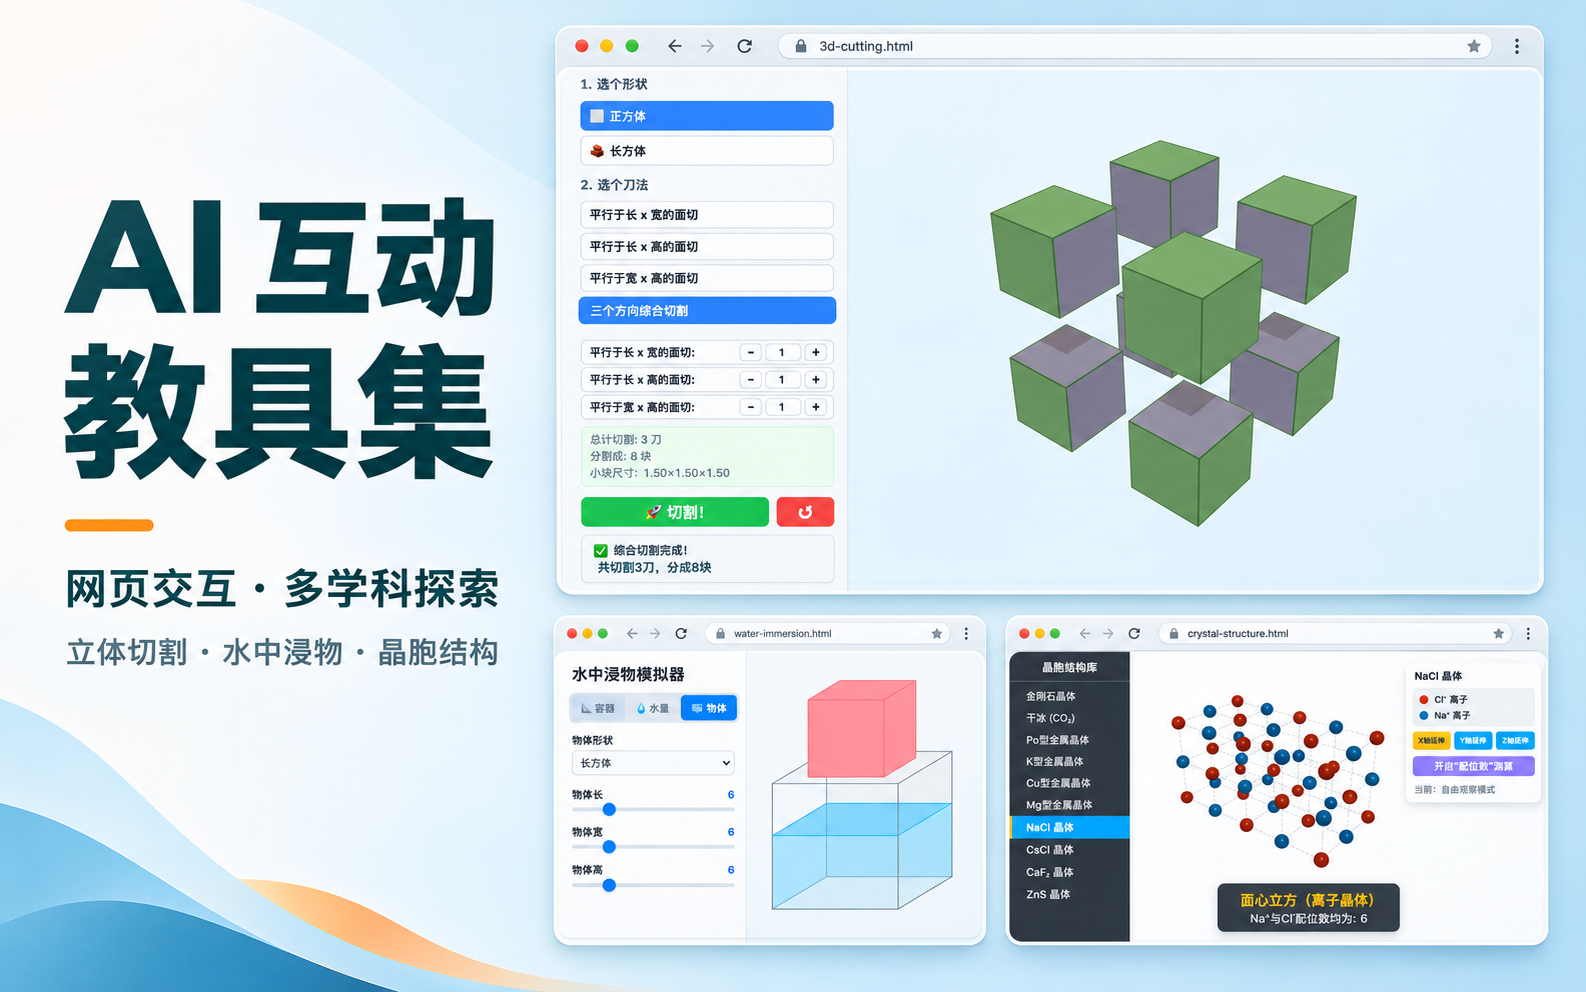 AI 互动
教具集
网页交互 · 多学科探索
立体切割 · 水中浸物 · 晶胞结构
3d-cutting.html
1. 选个形状
正方体
长方体
2. 选个刀法
平行于长 x 宽的面切
平行于长 x 高的面切
平行于宽 x 高的面切
三个方向综合切割
平行于长 x 宽的面切: - 1 +
平行于长 x 高的面切: - 1 +
平行于宽 x 高的面切: - 1 +
总计切割: 3 刀
分割成: 8 块
小块尺寸: 1.50×1.50×1.50
切割!
综合切割完成!
共切割3刀，分成8块
water-immersion.html
水中浸物模拟器
容器 水量 物体
物体形状
长方体
物体长 6
物体宽 6
物体高 6
crystal-structure.html
晶胞结构库
金刚石晶体
干冰 (CO₂)
Po型金属晶体
K型金属晶体
Cu型金属晶体
Mg型金属晶体
NaCl 晶体
CsCl 晶体
CaF₂ 晶体
ZnS 晶体
NaCl 晶体
Cl⁻ 离子
Na⁺ 离子
X轴延伸 Y轴延伸 Z轴延伸
开启“配位数”测算
当前: 自由观察模式
面心立方（离子晶体）
Na⁺与Cl⁻配位数均为: 6